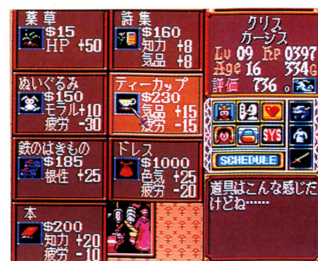 薬草
$15
HP +50
詩集
$160
知力 +8
気品 +8
ぬいぐるみ
$150
モラル+10
疲労 -30
ティーカップ
$230
気品 +15
疲労 -15
鉄のはきもの
$185
根性 +25
ドレス
$1000
色気 +25
疲労 -20
本
$200
知力 +20
疲労 -10
クリス
カージス
Lv 09 HP 0397
Age 16 334G
評価 736。
SYS
SCHEDULE
道具はこんな感じだ
けどね……